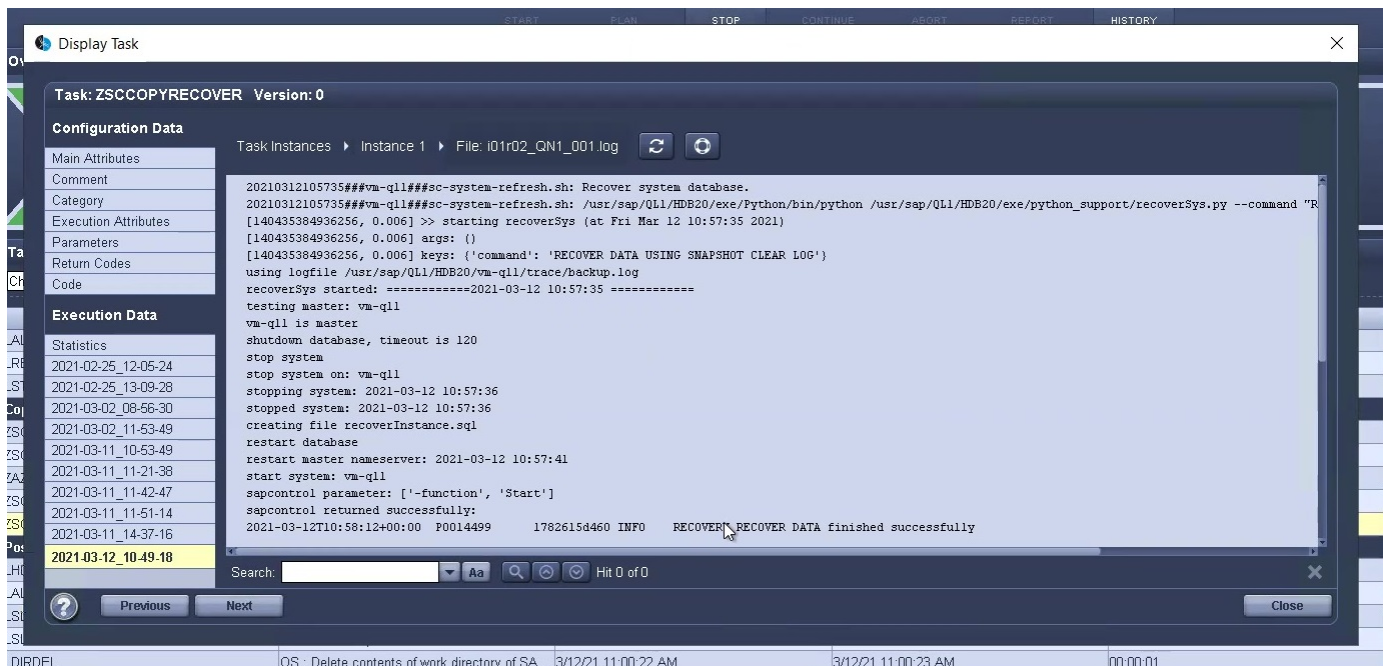 START PLAN STOP CONTINUE ABORT REPORT HISTORY
Display Task
Task: ZSCCOPYRECOVER Version: 0
Configuration Data
Main Attributes
Comment
Category
Execution Attributes
Parameters
Return Codes
Code
Execution Data
Statistics
2021-02-25_12-05-24
2021-02-25_13-09-28
2021-03-02_08-56-30
2021-03-02_11-53-49
2021-03-11_10-53-49
2021-03-11_11-21-38
2021-03-11_11-42-47
2021-03-11_11-51-14
2021-03-11_14-37-16
2021-03-12_10-49-18
Task Instances Instance 1 File: i01r02_QN1_001.log
20210312105735###vm-ql1###sc-system-refresh.sh: Recover system database.
20210312105735###vm-ql1###sc-system-refresh.sh: /usr/sap/QL1/HDB20/exe/Python/bin/python /usr/sap/QL1/HDB20/exe/python_support/recoverSys.py --command "R
[140435384936256, 0.006] >> starting recoverSys (at Fri Mar 12 10:57:35 2021)
[140435384936256, 0.006] args: ()
[140435384936256, 0.006] keys: {'command': 'RECOVER DATA USING SNAPSHOT CLEAR LOG'}
using logfile /usr/sap/QL1/HDB20/vm-ql1/trace/backup.log
recoverSys started: ============2021-03-12 10:57:35 ============
testing master: vm-ql1
vm-ql1 is master
shutdown database, timeout is 120
stop system
stop system on: vm-ql1
stopping system: 2021-03-12 10:57:36
stopped system: 2021-03-12 10:57:36
creating file recoverInstance.sql
restart database
restart master nameserver: 2021-03-12 10:57:41
start system: vm-ql1
sapcontrol parameter: ['-function', 'Start']
sapcontrol returned successfully:
2021-03-12T10:58:12+00:00 P0014499 1782615d460 INFO RECOVERY RECOVER DATA finished successfully
Search: Aa Hit 0 of 0
? Previous Next Close
DIRDEL OS : Delete contents of work directory of SA 3/12/21 11:00:22 AM 3/12/21 11:00:23 AM 00:00:01